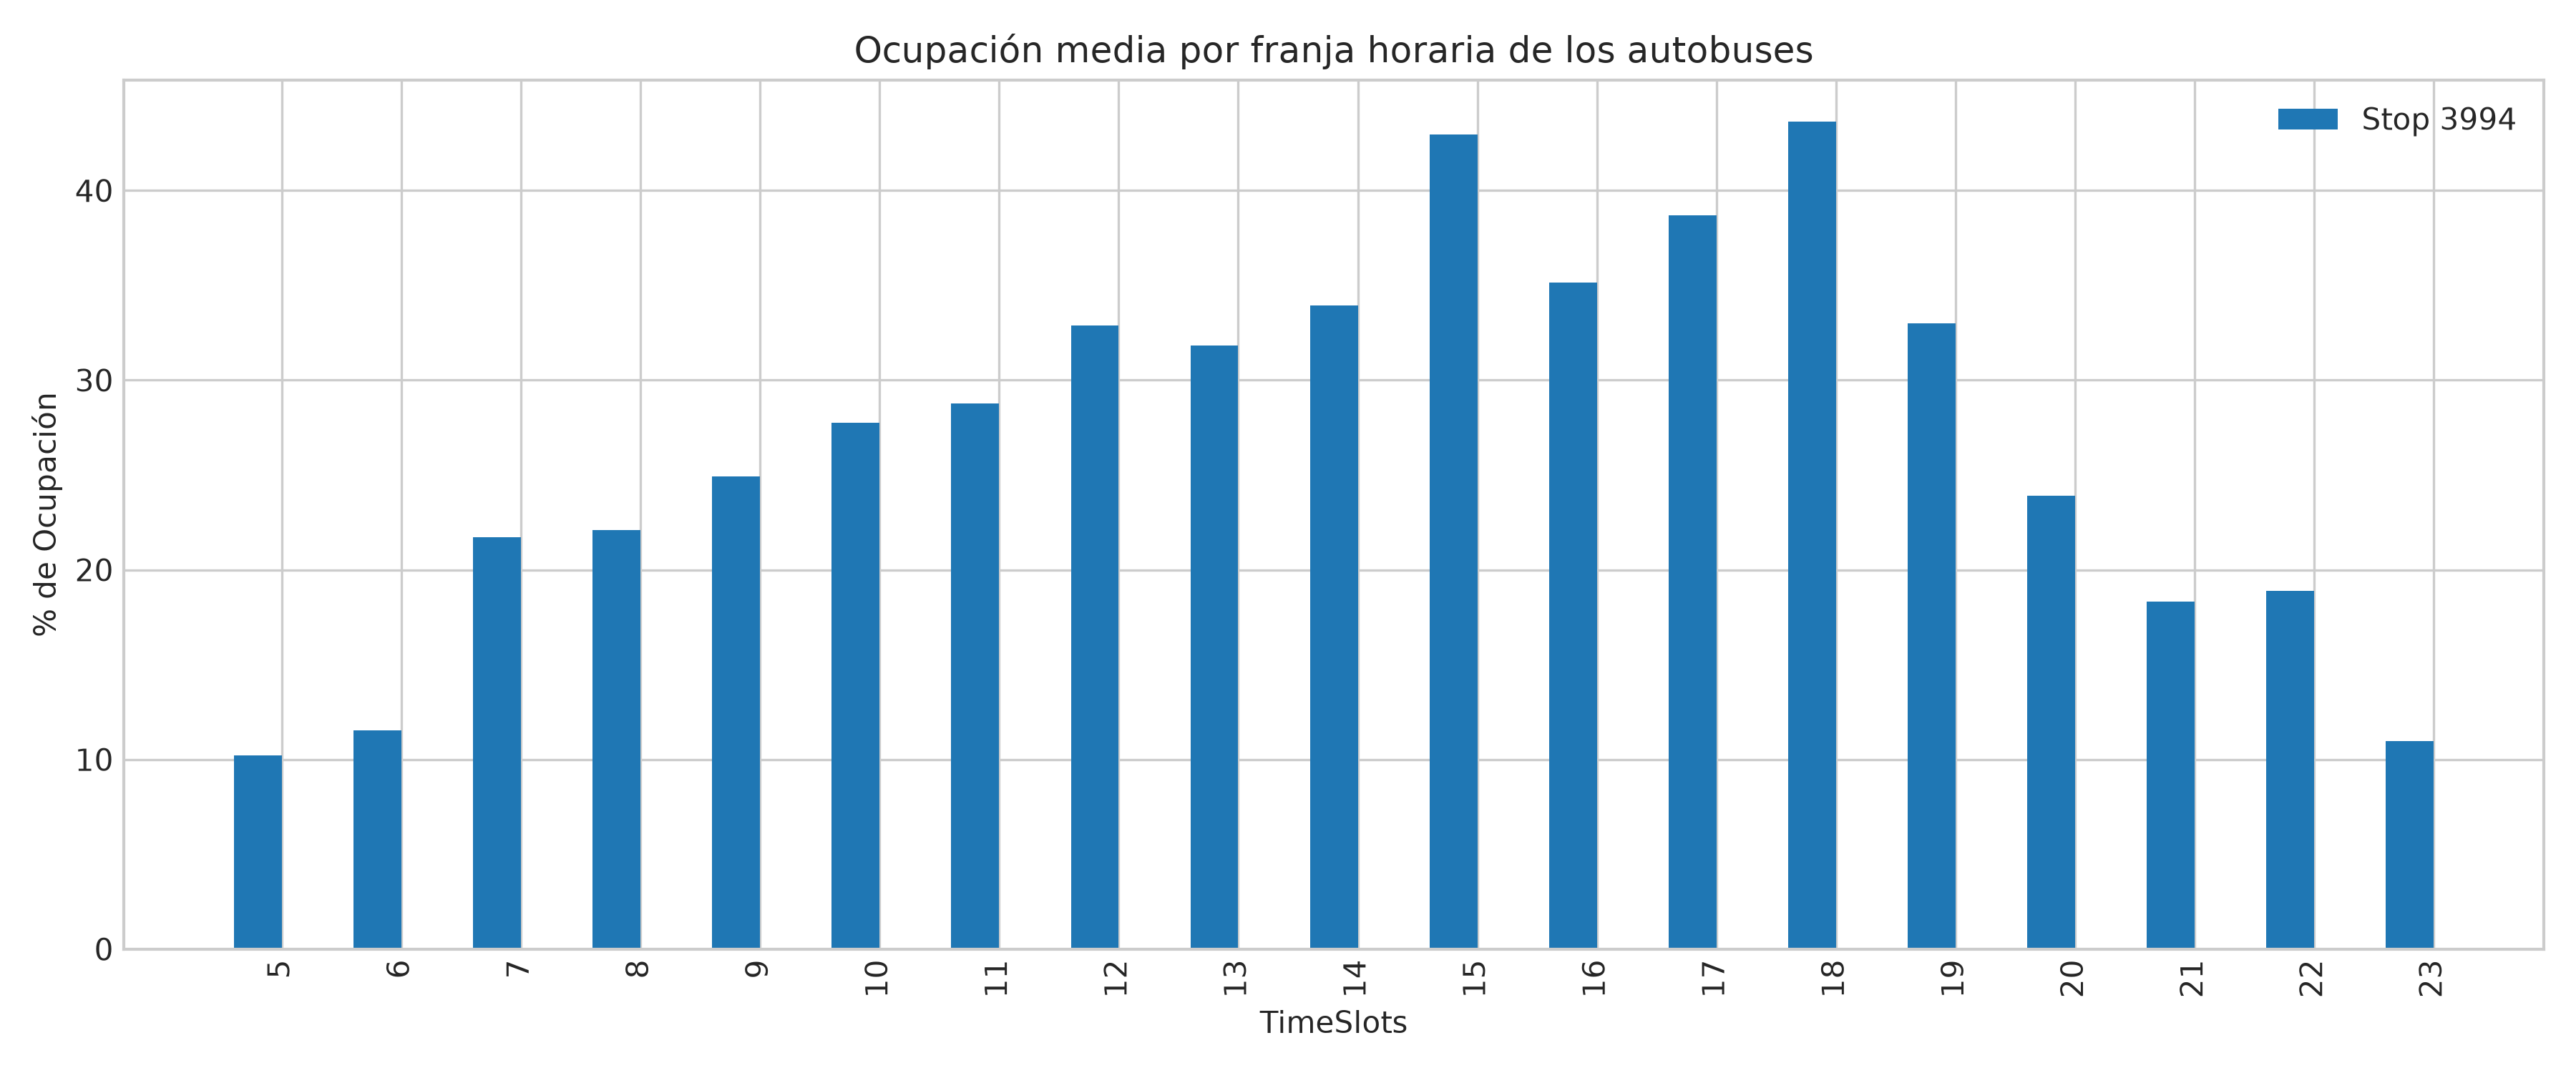 Ocupación media por franja horaria de los autobuses
Stop 3994
% de Ocupación
40
30
20
10
0
5 6 7 8 9 10 11 12 13 14 15 16 17 18 19 20 21 22 23
TimeSlots